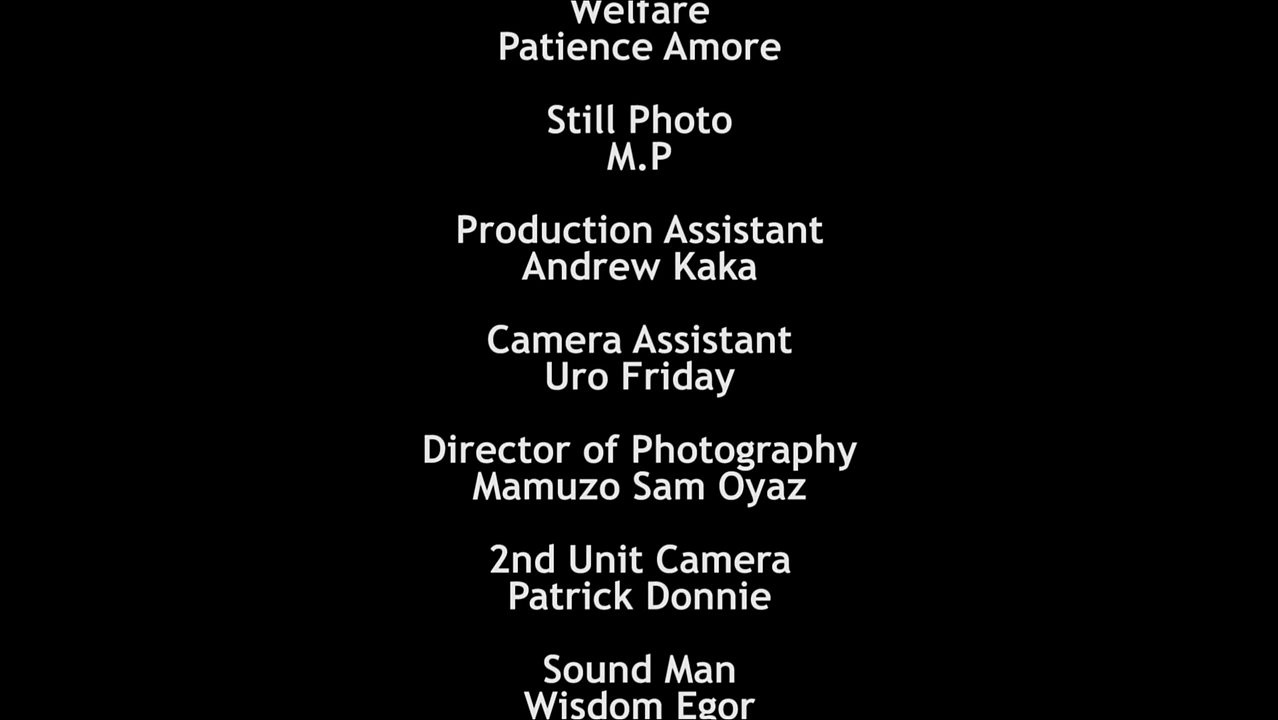 Welfare
Patience Amore
Still Photo
M.P
Production Assistant
Andrew Kaka
Camera Assistant
Uro Friday
Director of Photography
Mamuzo Sam Oyaz
2nd Unit Camera
Patrick Donnie
Sound Man
Wisdom Egor